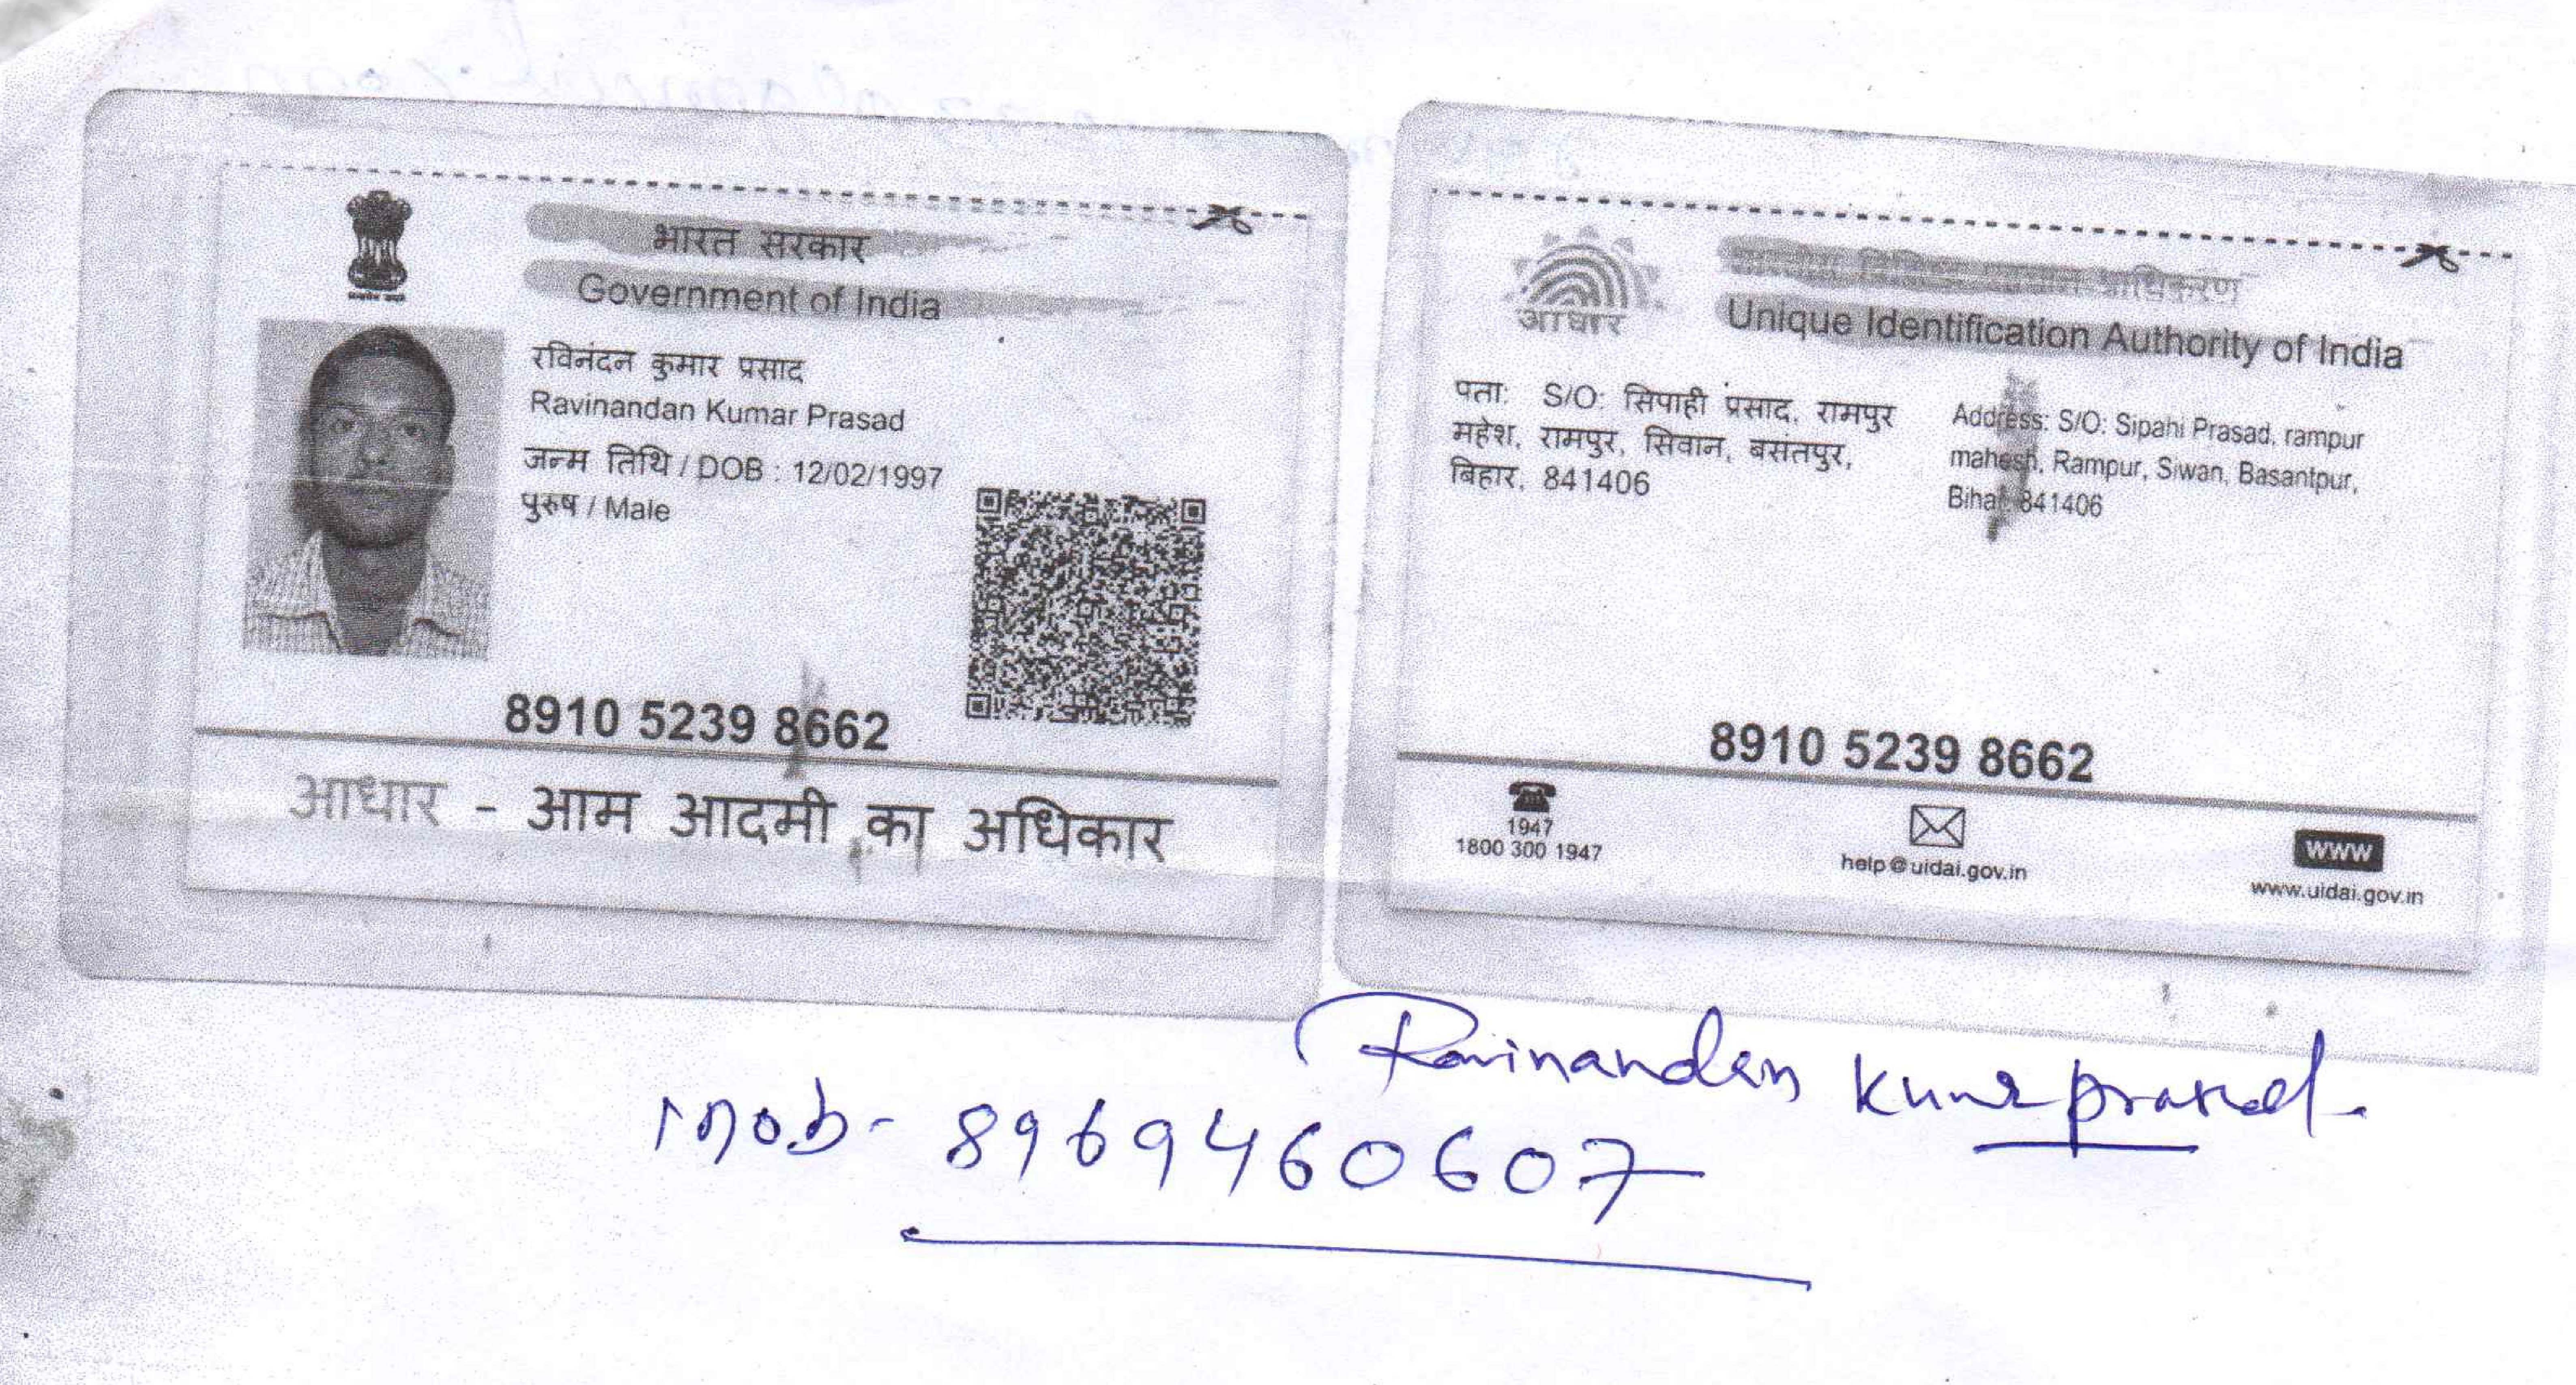 भारत सरकार
Government of India
रविनंदन कुमार प्रसाद
Ravinandan Kumar Prasad
जन्म तिथि / DOB : 12/02/1997
पुरुष / Male
8910 5239 8662
आधार - आम आदमी का अधिकार
प्राधिकरण
Unique Identification Authority of India
आधार
पता: S/O: सिपाही प्रसाद, रामपुर
महेश, रामपुर, सिवान, बसंतपुर,
बिहार, 841406
Address: S/O: Sipahi Prasad, rampur
mahesh, Rampur, Siwan, Basantpur,
Bihar, 841406
8910 5239 8662
1947
1800 300 1947
help@uidai.gov.in
www
www.uidai.gov.in
Ravinandan Kumar prasad
mob- 8969460607